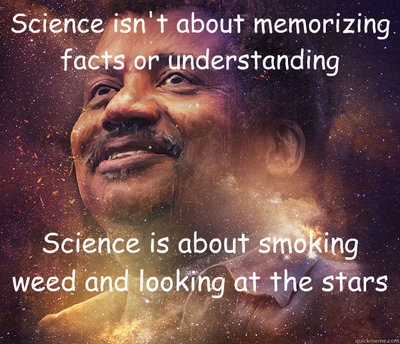 Science isn't about memorizing
facts or understanding
Science is about smoking
weed and looking at the stars
quickmeme.com